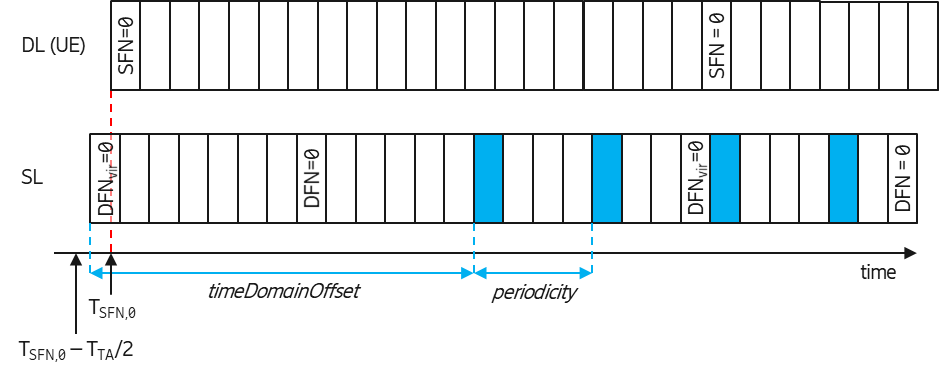 DL (UE)
SFN=0
SFN = 0
SL
DFNvir=0
DFN=0
DFNvir=0
DFN = 0
time
timeDomainOffset
periodicity
TSFN,0
TSFN,0 – TTA/2